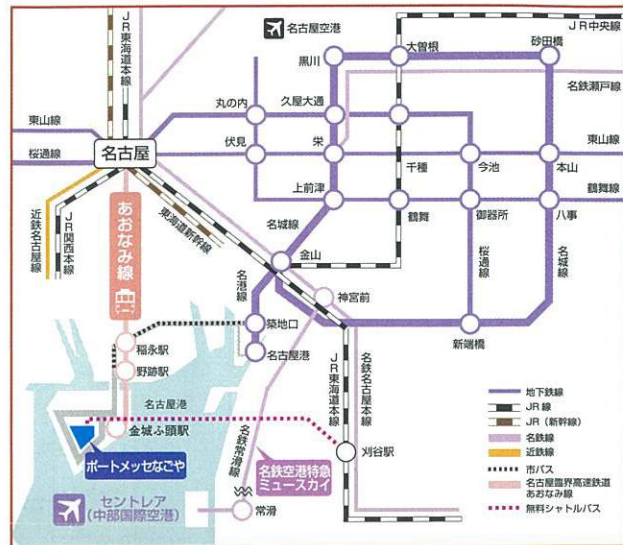 JR東海道本線
名古屋空港
JR中央線
黒川
大曽根
砂田橋
名鉄瀬戸線
丸の内
久屋大通
東山線
桜通線
名古屋
伏見
栄
千種
今池
本山
東山線
鶴舞線
上前津
鶴舞
御器所
八事
近鉄名古屋線
JR関西本線
あおなみ線
東海道新幹線
名城線
金山
桜通線
名城線
名港線
神宮前
築地口
名古屋港
新端橋
稲永駅
野跡駅
名古屋港
金城ふ頭駅
ポートメッセなごや
JR東海道本線
名鉄名古屋本線
名鉄常滑線
名鉄空港特急
ミュースカイ
刈谷駅
セントレア
(中部国際空港)
常滑
地下鉄線
JR線
JR(新幹線)
名鉄線
近鉄線
市バス
名古屋臨界高速鉄道
あおなみ線
無料シャトルバス